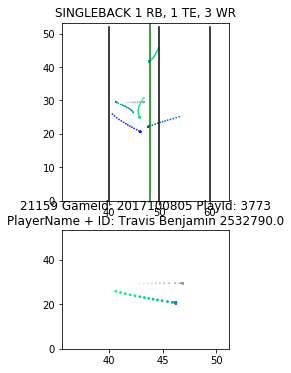 SINGLEBACK 1 RB, 1 TE, 3 WR
50
40
30
20
10
0
40 50 60
21159 GameId: 2017100805 PlayId: 3773
PlayerName + ID: Travis Benjamin 2532790.0
40
20
0
40 45 50